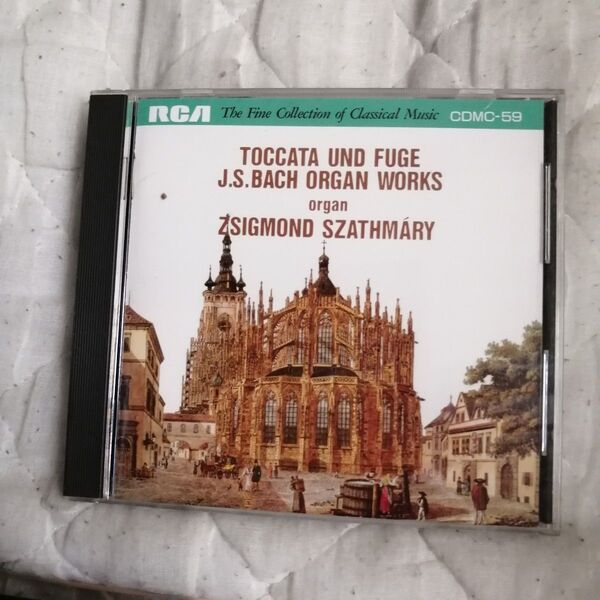 RCA The Fine Collection of Classical Music CDMC-59
TOCCATA UND FUGE
J.S.BACH ORGAN WORKS
organ
ZSIGMOND SZATHMÁRY